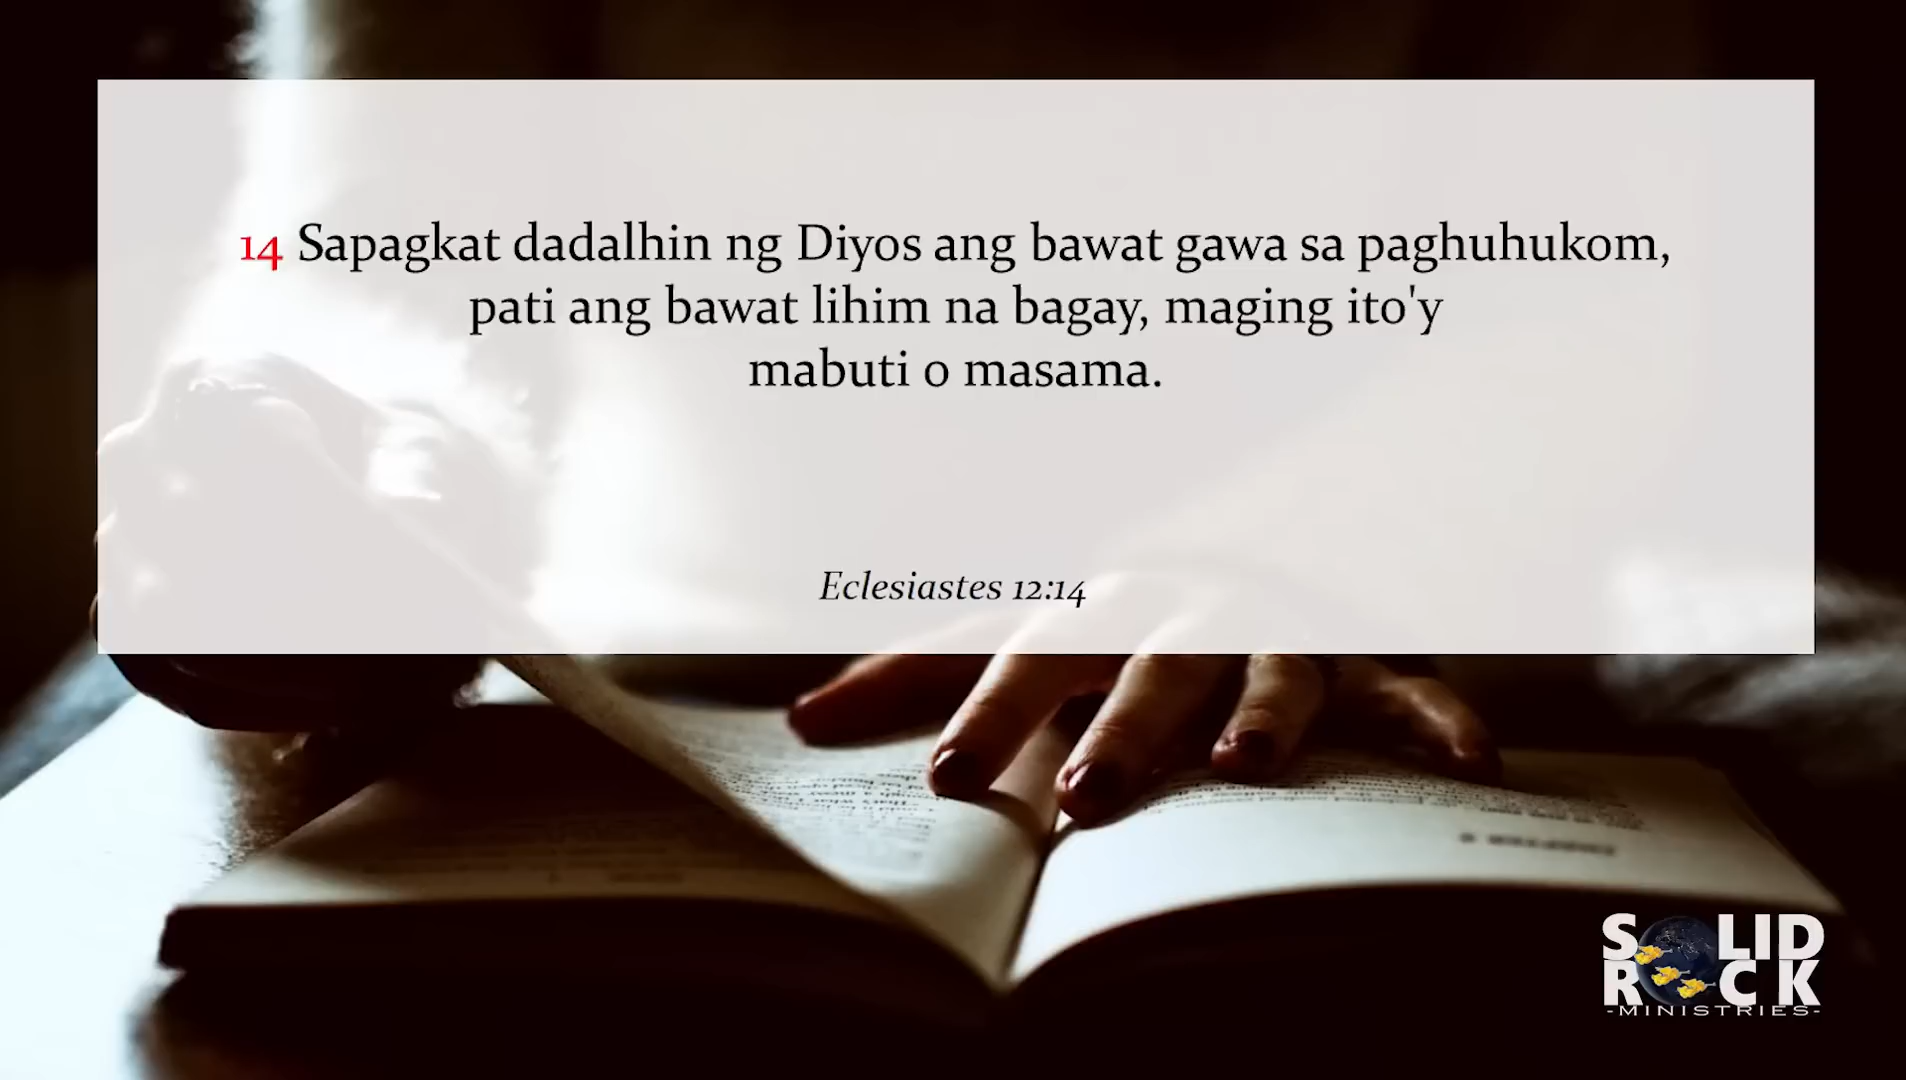 14 Sapagkat dadalhin ng Diyos ang bawat gawa sa paghuhukom,
pati ang bawat lihim na bagay, maging ito'y
mabuti o masama.
Eclesiastes 12:14
SOLID
ROCK
-MINISTRIES-